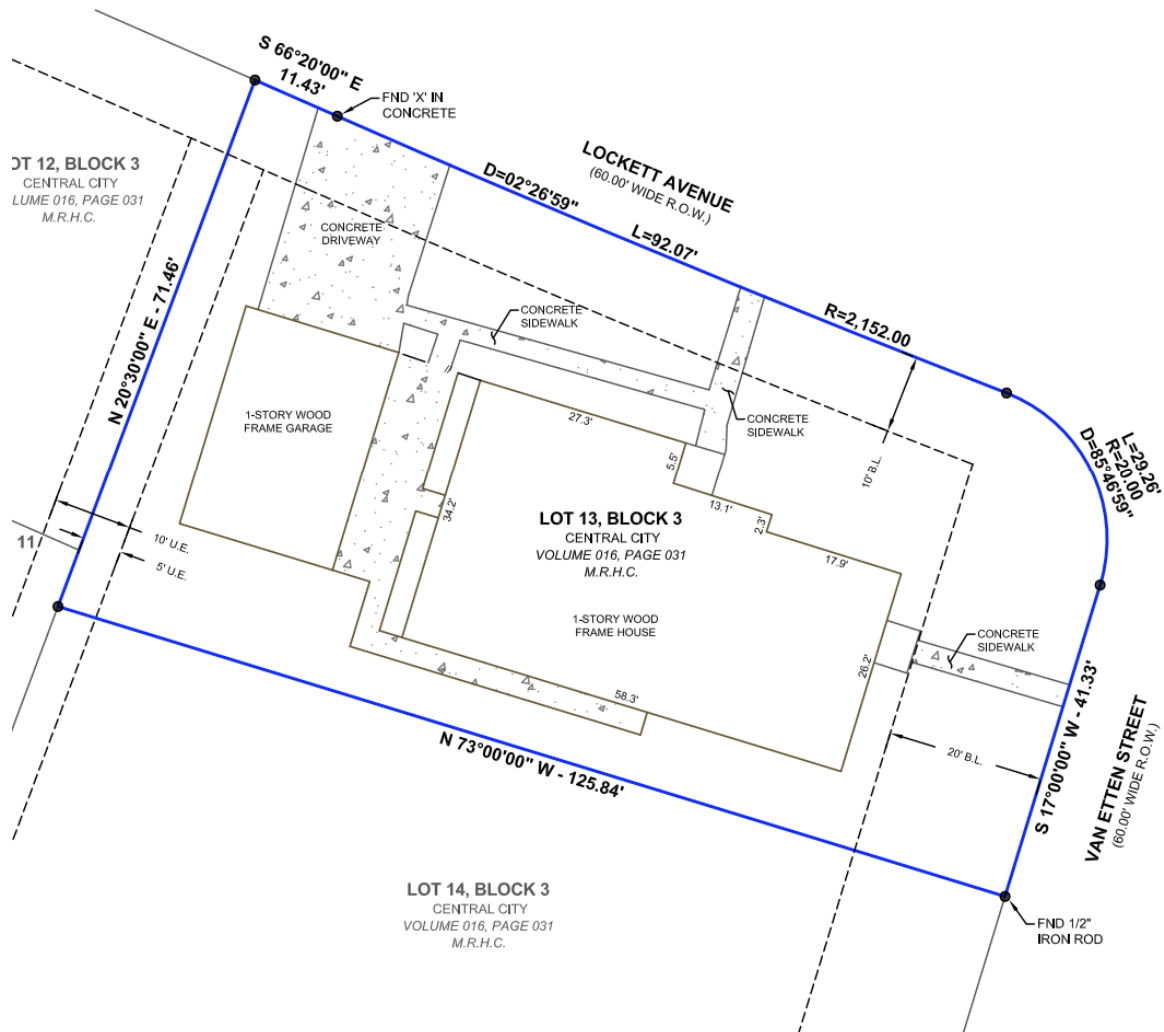 S 66°20'00" E
11.43'
FND 'X' IN
CONCRETE
LOCKETT AVENUE
(60.00' WIDE R.O.W.)
D=02°26'59"
L=92.07'
R=2,152.00
OT 12, BLOCK 3
CENTRAL CITY
LUME 016, PAGE 031
M.R.H.C.
CONCRETE
DRIVEWAY
N 20°30'00" E - 71.46'
CONCRETE
SIDEWALK
1-STORY WOOD
FRAME GARAGE
27.3'
CONCRETE
SIDEWALK
10' B.L.
L=29.26'
R=20.00
D=85°46'59"
5.5'
13.1'
2.3'
34.2'
17.9'
LOT 13, BLOCK 3
CENTRAL CITY
VOLUME 016, PAGE 031
M.R.H.C.
11
10' U.E.
5' U.E.
1-STORY WOOD
FRAME HOUSE
CONCRETE
SIDEWALK
26.2'
58.3'
20' B.L.
S 17°00'00" W - 41.33'
VAN ETTEN STREET
(60.00' WIDE R.O.W.)
N 73°00'00" W - 125.84'
LOT 14, BLOCK 3
CENTRAL CITY
VOLUME 016, PAGE 031
M.R.H.C.
FND 1/2"
IRON ROD